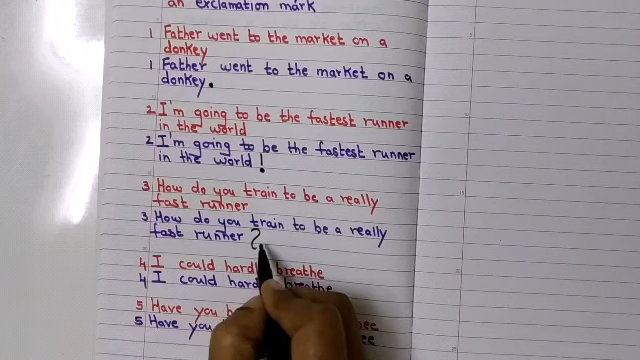 an exclamation mark
1 Father went to the market on a
donkey
1 Father went to the market on a
donkey.
2 I'm going to be the fastest runner
in the world
2 I'm going to be the fastest runner
in the world!
3 How do you train to be a really
fast runner
3 How do you train to be a really
fast runner ?
4 I could hardly breathe
4 I could hardly breathe
5 Have you
5 Have you